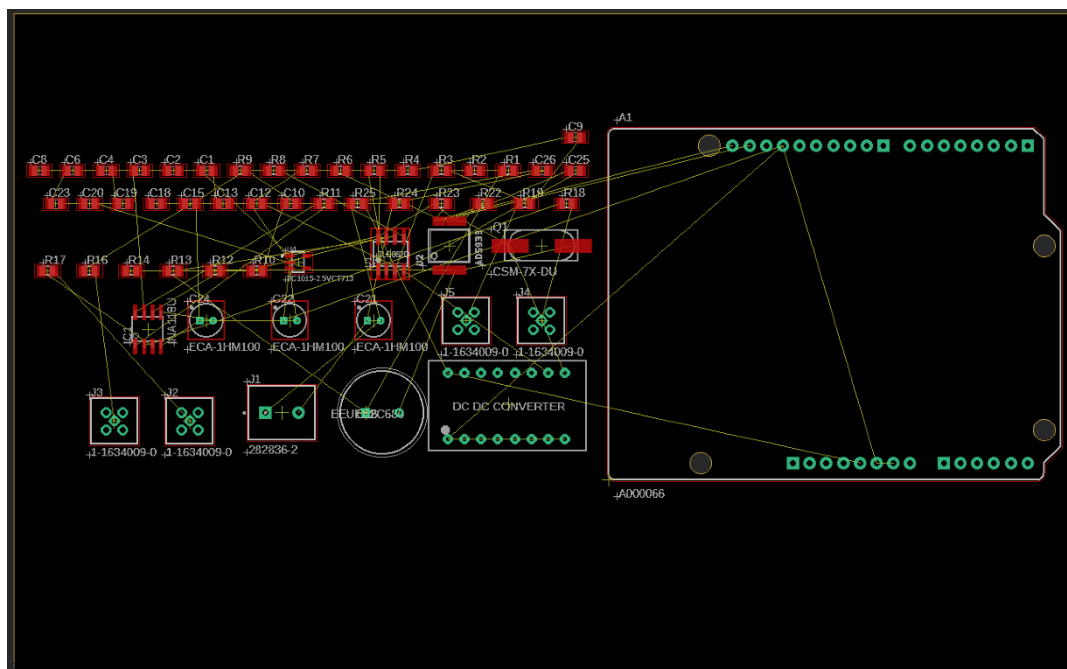 A1
C9
C8 C6 C4 C3 C2 C1 R9 R8 R7 R6 R5 R4 R3 R2 R1 C26 C25
C23 C20 C19 C18 C15 C13 C12 C10 R11 R25 R24 R23 R22 R19 R18
CSM-7X-DU
R17 R16 R14 R13 R12 R10
C24 C22 C21 J5 J4
ECA-1HM100 ECA-1HM100 ECA-1HM100 1-1634009-0 1-1634009-0
J3 J2 J1
DC DC CONVERTER
1-1634009-0 1-1634009-0 282836-2
A000066